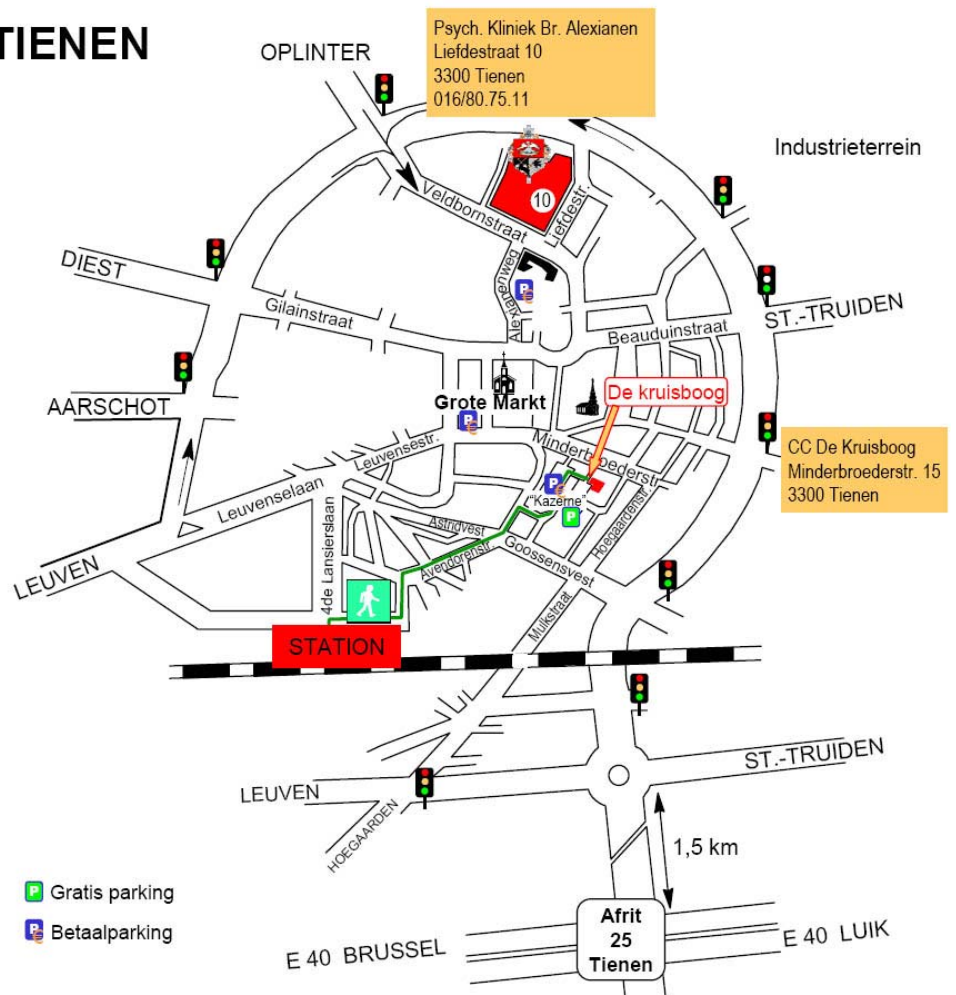 TIENEN
OPLINTER
Psych. Kliniek Br. Alexianen
Liefdestraat 10
3300 Tienen
016/80.75.11
Industrieterrein
10
Veldbornstraat
Liefdestr.
DIEST
Alexianenweg
P
€
Gilainstraat
Beauduinstraat
ST.-TRUIDEN
De kruisboog
AARSCHOT
Grote Markt
P
€
CC De Kruisboog
Minderbroederstr. 15
3300 Tienen
Leuvensestr.
Minderbroederstr.
Leuvenselaan
P
€
"Kazerne"
P
Hoegaardenstr.
Astridvest
Goossensvest
Avendorenstr.
4de Lansierslaan
LEUVEN
Mulkstraat
STATION
ST.-TRUIDEN
LEUVEN
HOEGAARDEN
1,5 km
P Gratis parking
P € Betaalparking
Afrit
25
Tienen
E 40 BRUSSEL
E 40 LUIK